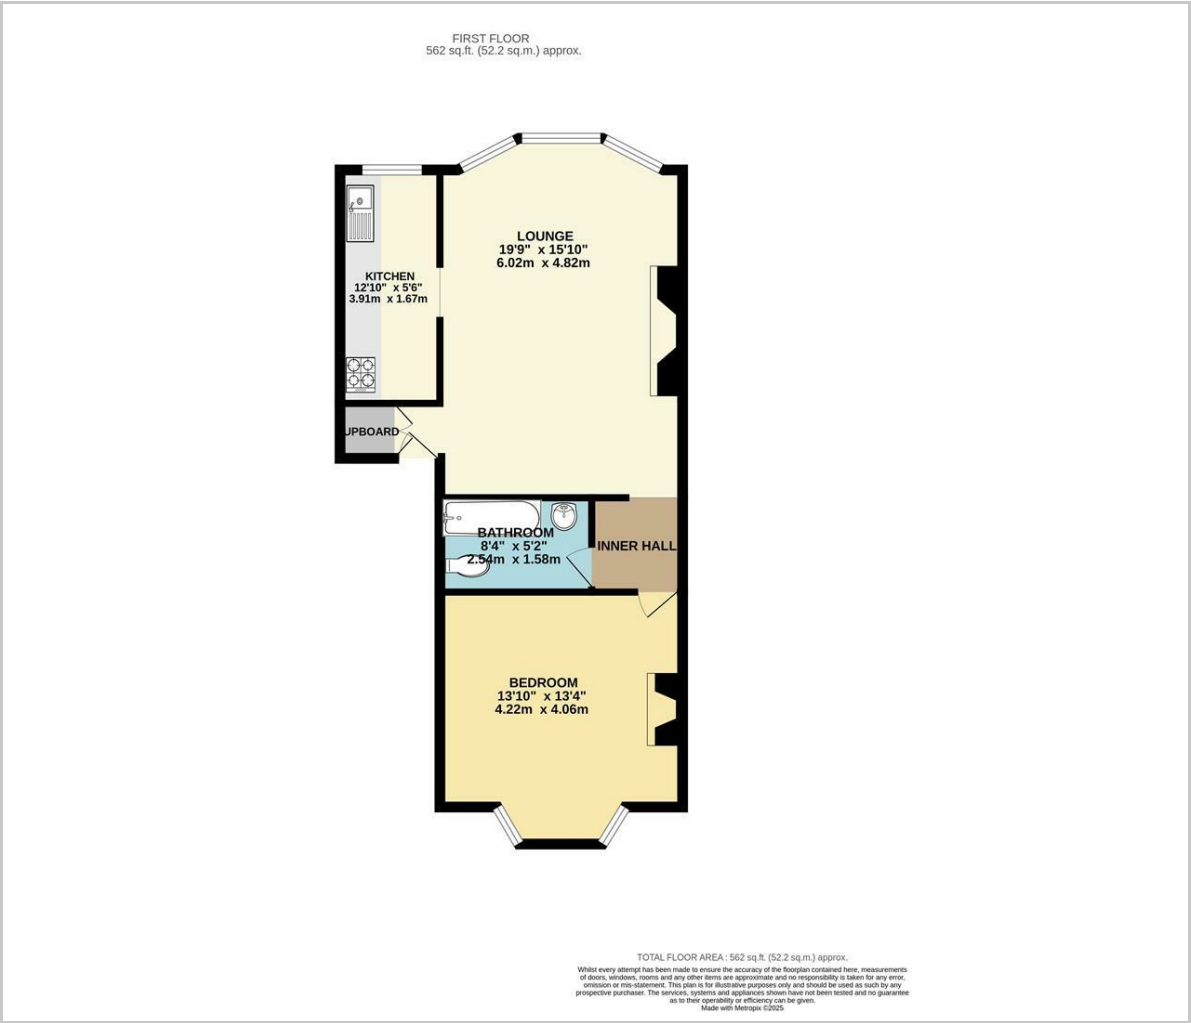 FIRST FLOOR
562 sq.ft. (52.2 sq.m.) approx.
LOUNGE
19'9" x 15'10"
6.02m x 4.82m
KITCHEN
12'10" x 5'6"
3.91m x 1.67m
UPBOARD
BATHROOM
8'4" x 5'2"
2.54m x 1.58m
INNER HALL
BEDROOM
13'10" x 13'4"
4.22m x 4.06m
TOTAL FLOOR AREA : 562 sq.ft. (52.2 sq.m.) approx.
Whilst every attempt has been made to ensure the accuracy of the floorplan contained here, measurements
of doors, windows, rooms and any other items are approximate and no responsibility is taken for any error,
omission or mis-statement. This plan is for illustrative purposes only and should be used as such by any
prospective purchaser. The services, systems and appliances shown have not been tested and no guarantee
as to their operability or efficiency can be given.
Made with Metropix ©2025